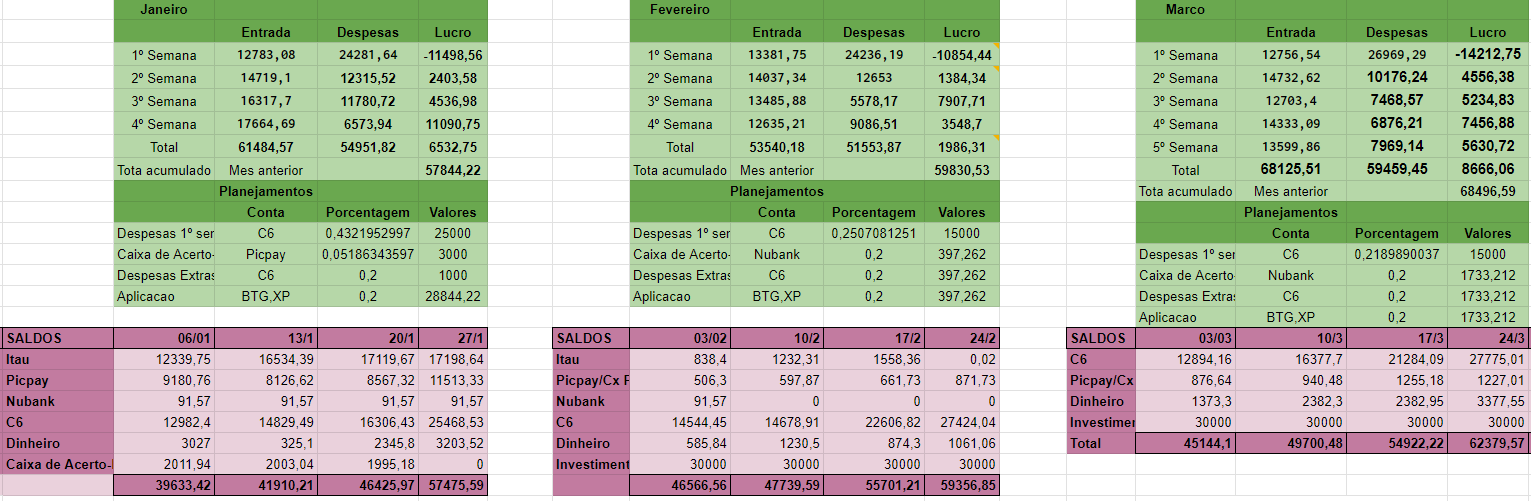 Janeiro
Entrada Despesas Lucro
1º Semana 12783,08 24281,64 -11498,56
2º Semana 14719,1 12315,52 2403,58
3º Semana 16317,7 11780,72 4536,98
4º Semana 17664,69 6573,94 11090,75
Total 61484,57 54951,82 6532,75
Tota acumulado Mes anterior 57844,22
Planejamentos
Conta Porcentagem Valores
Despesas 1º ser C6 0,4321952997 25000
Caixa de Acerto- Picpay 0,05186343597 3000
Despesas Extras C6 0,2 1000
Aplicacao BTG,XP 0,2 28844,22
SALDOS 06/01 13/1 20/1 27/1
Itau 12339,75 16534,39 17119,67 17198,64
Picpay 9180,76 8126,62 8567,32 11513,33
Nubank 91,57 91,57 91,57 91,57
C6 12982,4 14829,49 16306,43 25468,53
Dinheiro 3027 325,1 2345,8 3203,52
Caixa de Acerto- 2011,94 2003,04 1995,18 0
39633,42 41910,21 46425,97 57475,59
Fevereiro
Entrada Despesas Lucro
1º Semana 13381,75 24236,19 -10854,44
2º Semana 14037,34 12653 1384,34
3º Semana 13485,88 5578,17 7907,71
4º Semana 12635,21 9086,51 3548,7
Total 53540,18 51553,87 1986,31
Tota acumulado Mes anterior 59830,53
Planejamentos
Conta Porcentagem Valores
Despesas 1º ser C6 0,2507081251 15000
Caixa de Acerto- Nubank 0,2 397,262
Despesas Extras C6 0,2 397,262
Aplicacao BTG,XP 0,2 397,262
SALDOS 03/02 10/2 17/2 24/2
Itau 838,4 1232,31 1558,36 0,02
Picpay/Cx F 506,3 597,87 661,73 871,73
Nubank 91,57 0 0 0
C6 14544,45 14678,91 22606,82 27424,04
Dinheiro 585,84 1230,5 874,3 1061,06
Investiment 30000 30000 30000 30000
46566,56 47739,59 55701,21 59356,85
Marco
Entrada Despesas Lucro
1º Semana 12756,54 26969,29 -14212,75
2º Semana 14732,62 10176,24 4556,38
3º Semana 12703,4 7468,57 5234,83
4º Semana 14333,09 6876,21 7456,88
5º Semana 13599,86 7969,14 5630,72
Total 68125,51 59459,45 8666,06
Tota acumulado Mes anterior 68496,59
Planejamentos
Conta Porcentagem Valores
Despesas 1º ser C6 0,2189890037 15000
Caixa de Acerto Nubank 0,2 1733,212
Despesas Extras C6 0,2 1733,212
Aplicacao BTG,XP 0,2 1733,212
SALDOS 03/03 10/3 17/3 24/3
C6 12894,16 16377,7 21284,09 27775,01
Picpay/Cx 876,64 940,48 1255,18 1227,01
Dinheiro 1373,3 2382,3 2382,95 3377,55
Investimer 30000 30000 30000 30000
Total 45144,1 49700,48 54922,22 62379,57